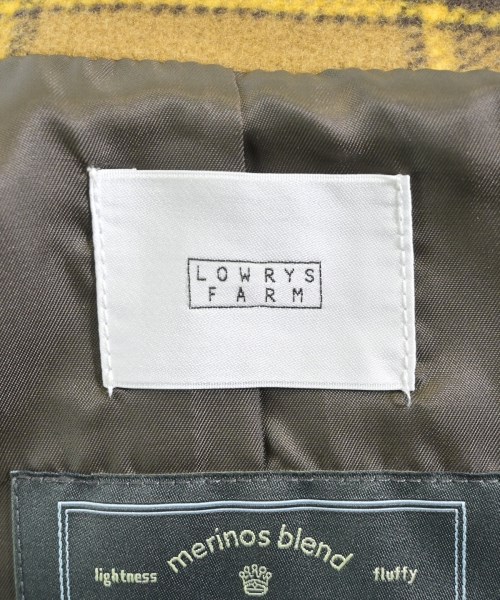 LOWRYS
FARM
merinos blend
lightness fluffy